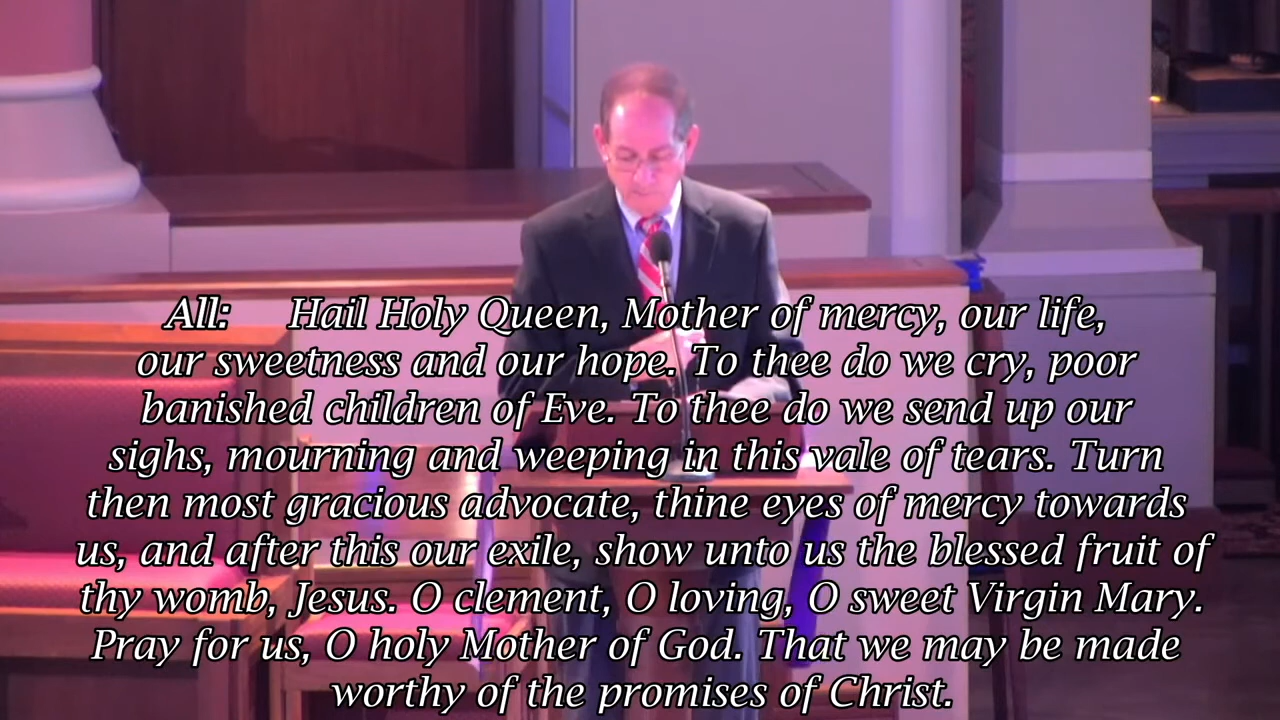 All: Hail Holy Queen, Mother of mercy, our life,
our sweetness and our hope. To thee do we cry, poor
banished children of Eve. To thee do we send up our
sighs, mourning and weeping in this vale of tears. Turn
then most gracious advocate, thine eyes of mercy towards
us, and after this our exile, show unto us the blessed fruit of
thy womb, Jesus. O clement, O loving, O sweet Virgin Mary.
Pray for us, O holy Mother of God. That we may be made
worthy of the promises of Christ.